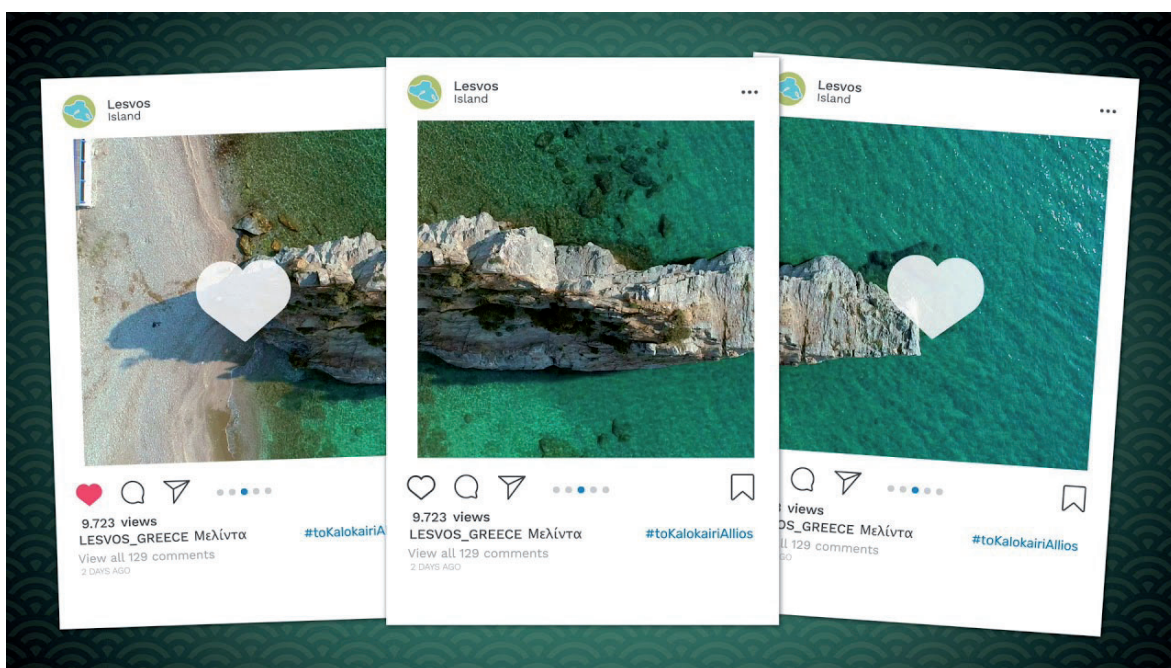 Lesvos
Island
9.723 views
LESVOS_GREECE Μελίντα #toKalokairiA
View all 129 comments
2 DAYS AGO
Lesvos
Island
9.723 views
LESVOS_GREECE Μελίντα #toKalokairiAllios
View all 129 comments
2 DAYS AGO
Lesvos
Island
views
OS_GREECE Μελίντα #toKalokairiAllios
ll 129 comments
GO